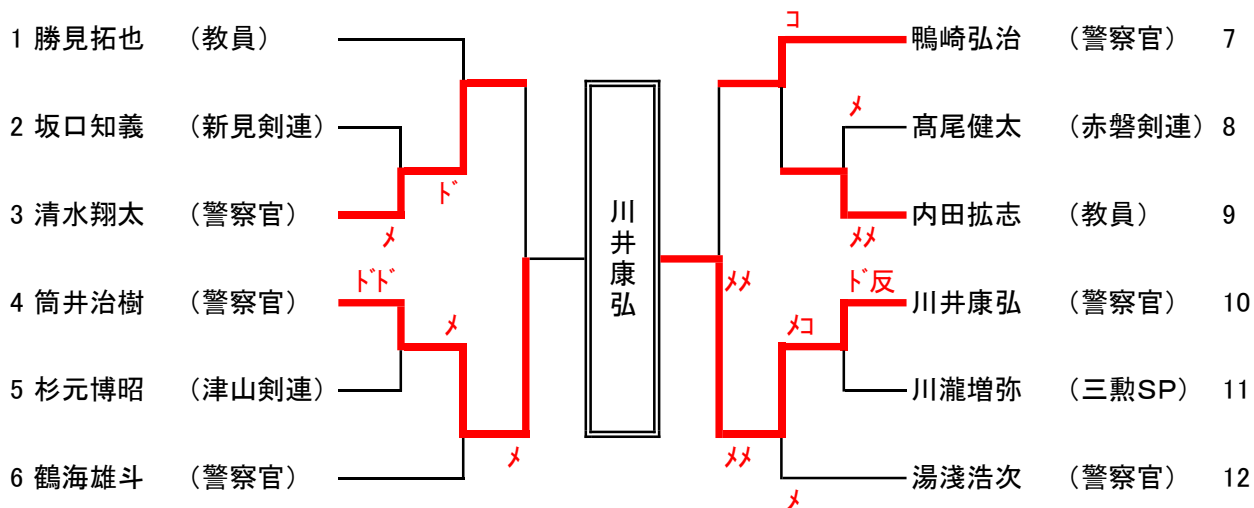 コ
1 勝見拓也 （教員）
鴨崎弘治 （警察官） 7
メ
2 坂口知義 （新見剣連）
髙尾健太 （赤磐剣連） 8
ド
3 清水翔太 （警察官）
メ
内田拡志 （教員） 9
メメ
川井康弘
ドド
4 筒井治樹 （警察官）
メ
メメ
ド反
川井康弘 （警察官） 10
メコ
5 杉元博昭 （津山剣連）
川瀧増弥 （三勲SP） 11
メ
メメ
6 鶴海雄斗 （警察官）
湯淺浩次 （警察官） 12
メ